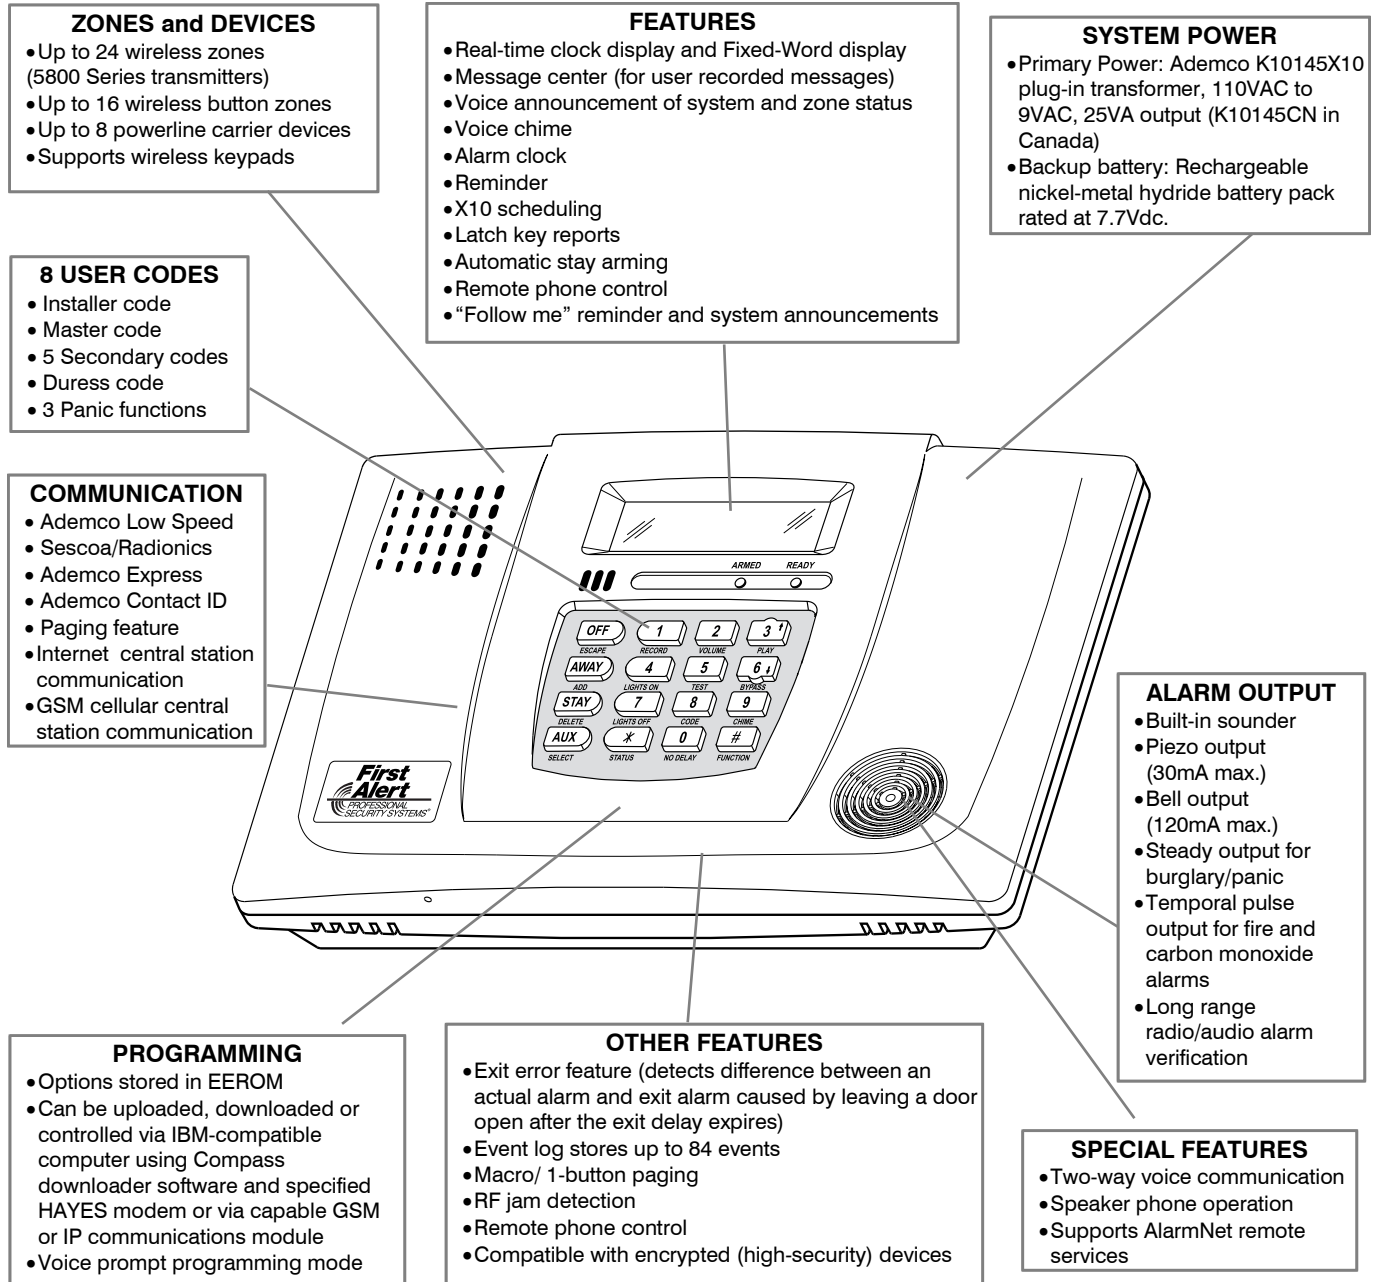 ZONES and DEVICES
•Up to 24 wireless zones
(5800 Series transmitters)
•Up to 16 wireless button zones
•Up to 8 powerline carrier devices
•Supports wireless keypads
FEATURES
•Real-time clock display and Fixed-Word display
•Message center (for user recorded messages)
•Voice announcement of system and zone status
•Voice chime
•Alarm clock
•Reminder
•X10 scheduling
•Latch key reports
•Automatic stay arming
•Remote phone control
•“Follow me” reminder and system announcements
SYSTEM POWER
•Primary Power: Ademco K10145X10
plug-in transformer, 110VAC to
9VAC, 25VA output (K10145CN in
Canada)
•Backup battery: Rechargeable
nickel-metal hydride battery pack
rated at 7.7Vdc.
8 USER CODES
• Installer code
• Master code
• 5 Secondary codes
• Duress code
• 3 Panic functions
COMMUNICATION
• Ademco Low Speed
• Sescoa/Radionics
• Ademco Express
• Ademco Contact ID
• Paging feature
•Internet central station
communication
•GSM cellular central
station communication
ARMED READY
OFF 1 2 3
ESCAPE RECORD VOLUME PLAY
AWAY 4 5 6
ADD LIGHTS ON TEST BYPASS
STAY 7 8 9
DELETE LIGHTS OFF CODE CHIME
AUX * 0 #
SELECT STATUS NO DELAY FUNCTION
First
Alert
PROFESSIONAL
SECURITY SYSTEMS®
ALARM OUTPUT
•Built-in sounder
•Piezo output
(30mA max.)
•Bell output
(120mA max.)
•Steady output for
burglary/panic
•Temporal pulse
output for fire and
carbon monoxide
alarms
•Long range
radio/audio alarm
verification
PROGRAMMING
•Options stored in EEROM
•Can be uploaded, downloaded or
controlled via IBM-compatible
computer using Compass
downloader software and specified
HAYES modem or via capable GSM
or IP communications module
•Voice prompt programming mode
OTHER FEATURES
•Exit error feature (detects difference between an
actual alarm and exit alarm caused by leaving a door
open after the exit delay expires)
•Event log stores up to 84 events
•Macro/ 1-button paging
•RF jam detection
•Remote phone control
•Compatible with encrypted (high-security) devices
SPECIAL FEATURES
•Two-way voice communication
•Speaker phone operation
•Supports AlarmNet remote
services